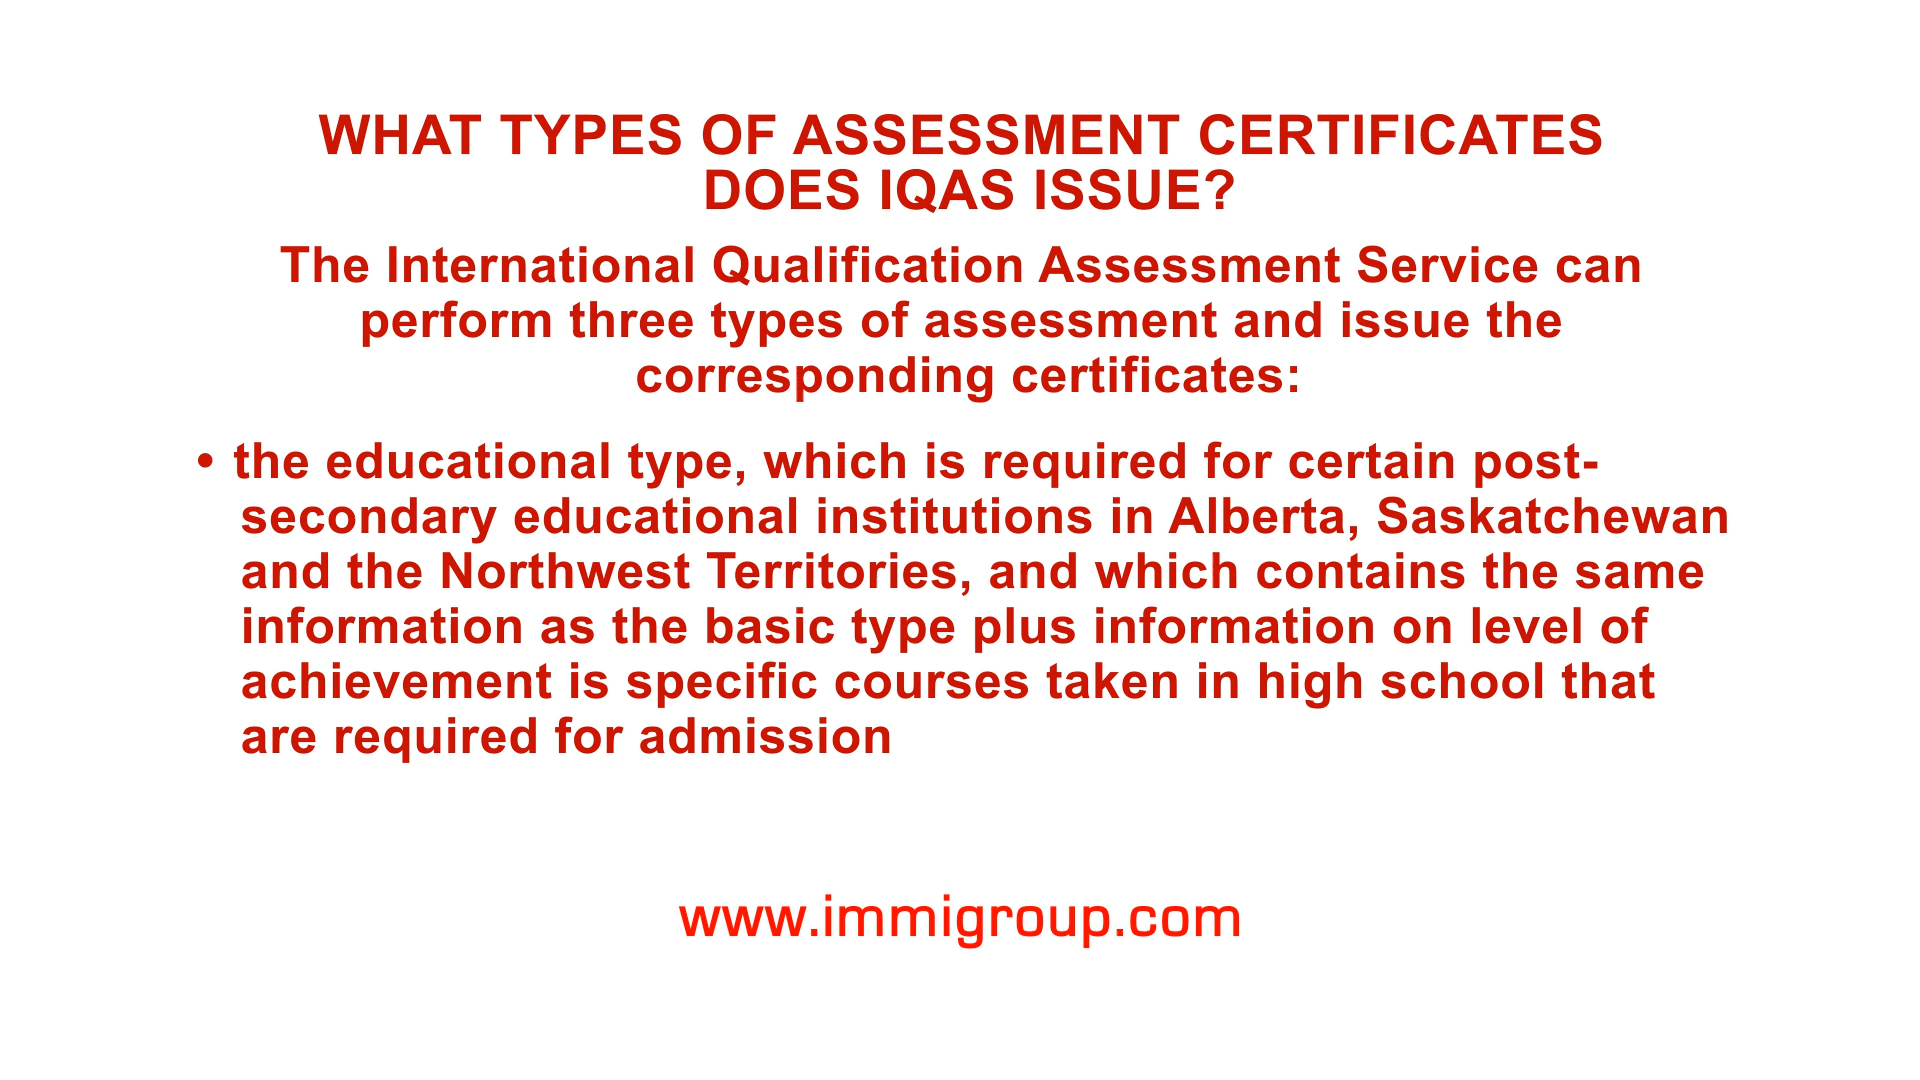 WHAT TYPES OF ASSESSMENT CERTIFICATES
DOES IQAS ISSUE?
The International Qualification Assessment Service can
perform three types of assessment and issue the
corresponding certificates:
• the educational type, which is required for certain post-
secondary educational institutions in Alberta, Saskatchewan
and the Northwest Territories, and which contains the same
information as the basic type plus information on level of
achievement is specific courses taken in high school that
are required for admission
www.immigroup.com